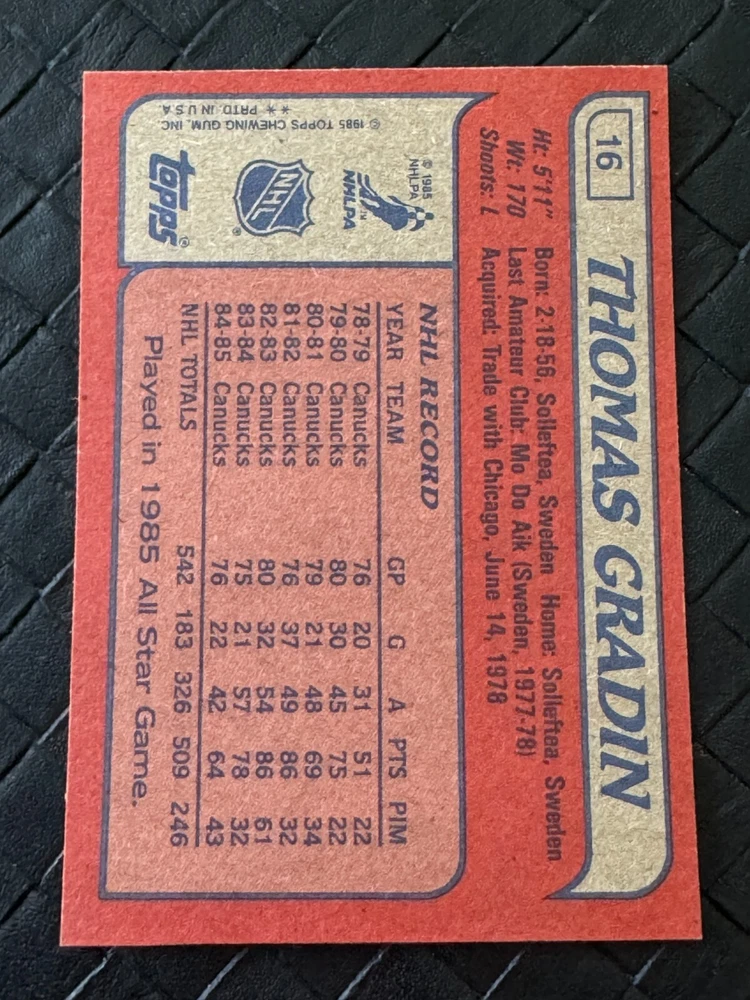 16 THOMAS GRADIN
Ht: 5'11" Born: 2-18-56, Solleftea, Sweden Home: Solleftea, Sweden
Wt: 170 Last Amateur Club: Mo Do Aik (Sweden, 1977-78)
Shoots: L Acquired: Trade with Chicago, June 14, 1978
© 1985
NHLPA
NHLPA
NHL
®
topps®
© 1985 TOPPS CHEWING GUM, INC.
** PRTD. IN U S A
NHL RECORD
YEAR TEAM GP G A PTS PIM
78-79 Canucks 76 20 31 51 22
79-80 Canucks 80 30 45 75 22
80-81 Canucks 79 21 48 69 34
81-82 Canucks 76 37 49 86 32
82-83 Canucks 80 32 54 86 61
83-84 Canucks 75 21 57 78 32
84-85 Canucks 76 22 42 64 43
NHL TOTALS 542 183 326 509 246
Played in 1985 All Star Game.